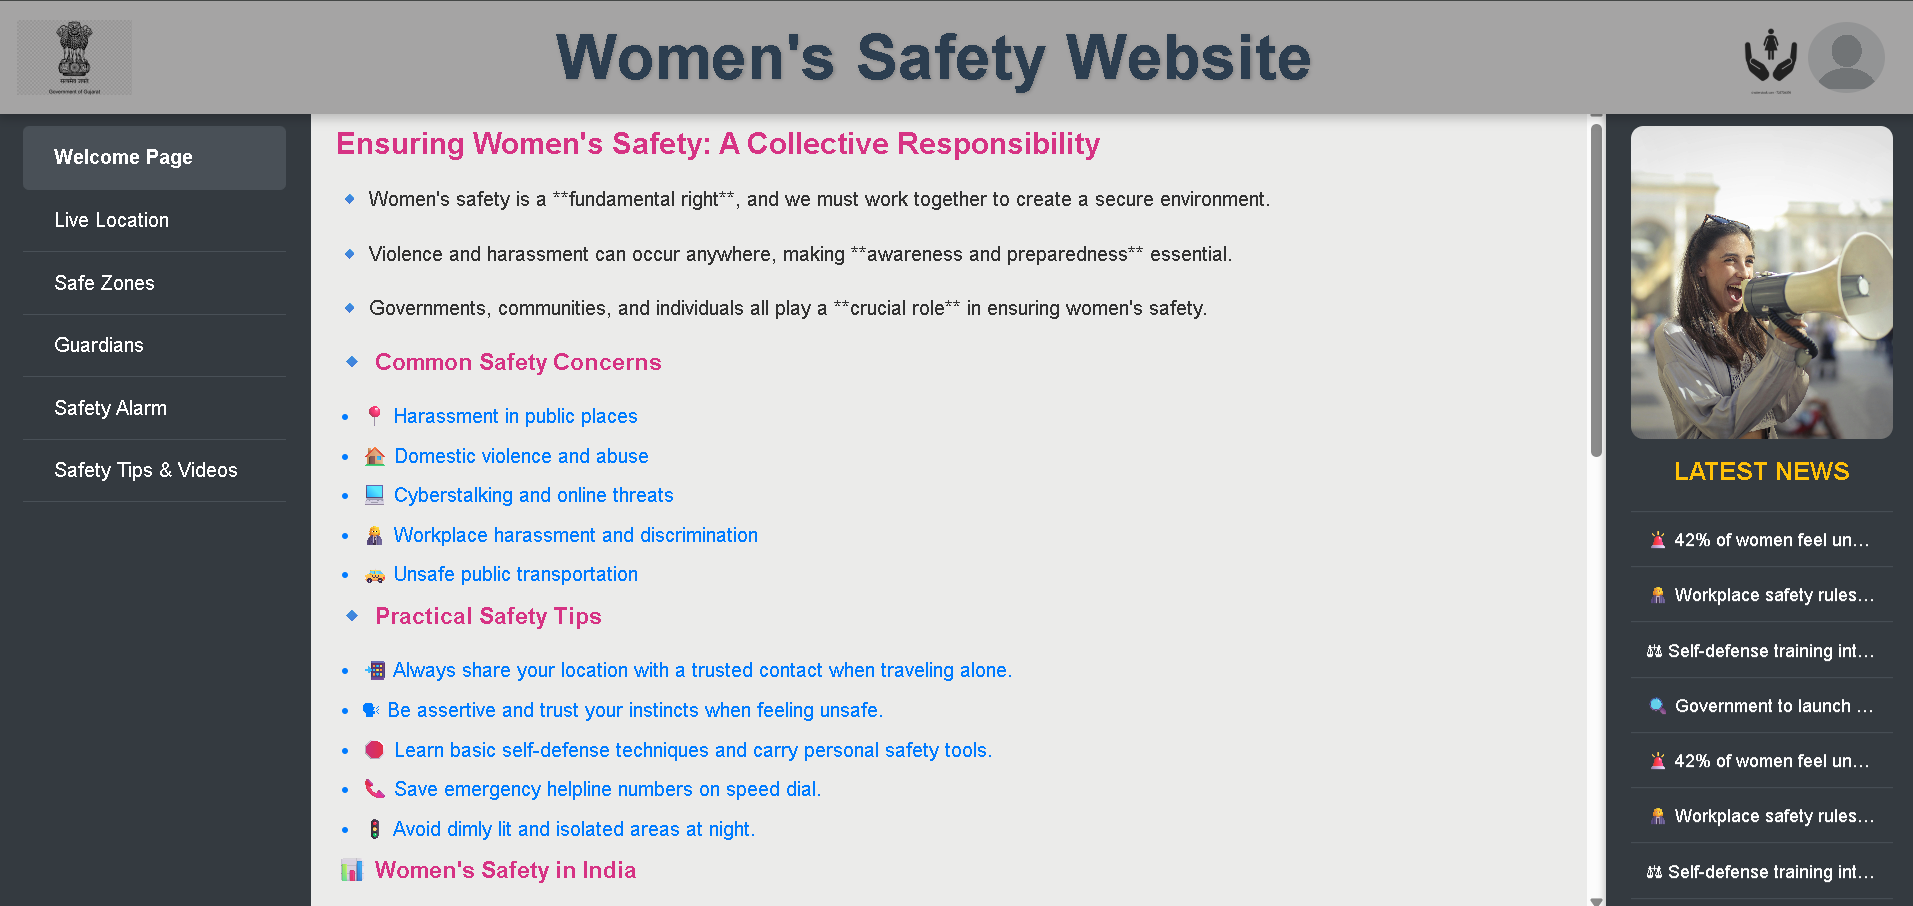 सत्यमेव जयते
Government of Gujarat
Women's Safety Website
Welcome Page
Live Location
Safe Zones
Guardians
Safety Alarm
Safety Tips & Videos
Ensuring Women's Safety: A Collective Responsibility
Women's safety is a **fundamental right**, and we must work together to create a secure environment.
Violence and harassment can occur anywhere, making **awareness and preparedness** essential.
Governments, communities, and individuals all play a **crucial role** in ensuring women's safety.
Common Safety Concerns
Harassment in public places
Domestic violence and abuse
Cyberstalking and online threats
Workplace harassment and discrimination
Unsafe public transportation
Practical Safety Tips
Always share your location with a trusted contact when traveling alone.
Be assertive and trust your instincts when feeling unsafe.
Learn basic self-defense techniques and carry personal safety tools.
Save emergency helpline numbers on speed dial.
Avoid dimly lit and isolated areas at night.
Women's Safety in India
LATEST NEWS
42% of women feel un...
Workplace safety rules...
Self-defense training int...
Government to launch ...
42% of women feel un...
Workplace safety rules...
Self-defense training int...